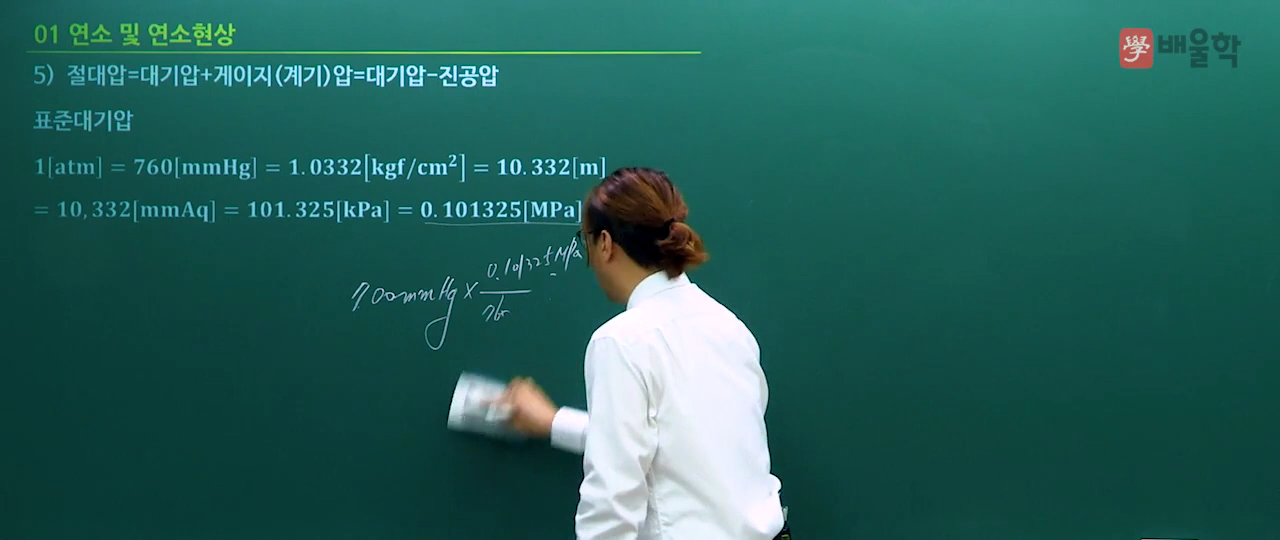 01 연소 및 연소현상
學 배울학
5) 절대압=대기압+게이지(계기)압=대기압-진공압
표준대기압
1[atm] = 760[mmHg] = 1.0332[kgf/cm²] = 10.332[m]
= 10,332[mmAq] = 101.325[kPa] = 0.101325[MPa]
700mmHg × 0.101325MPa